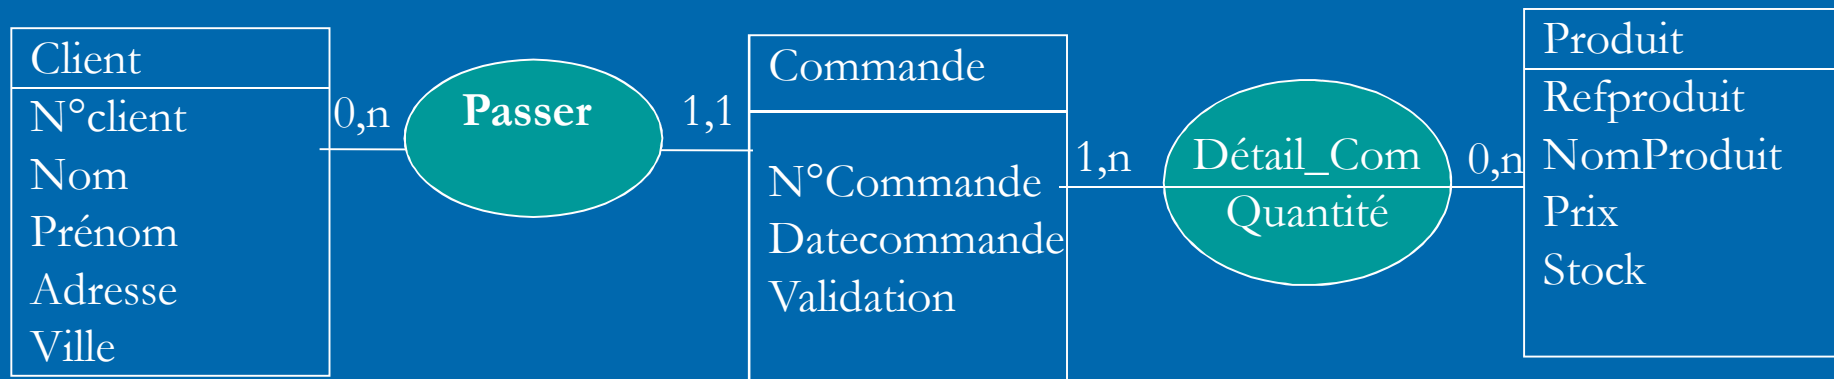 Client
N°client
Nom
Prénom
Adresse
Ville
0,n
Passer
1,1
Commande
N°Commande
Datecommande
Validation
1,n
Détail_Com
Quantité
0,n
Produit
Refproduit
NomProduit
Prix
Stock